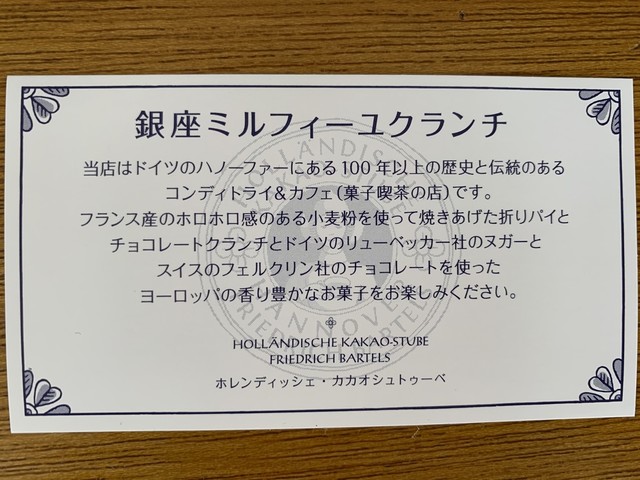 銀座ミルフィーユクランチ
当店はドイツのハノーファーにある100年以上の歴史と伝統のある
コンディトライ&カフェ(菓子喫茶の店)です。
フランス産のホロホロ感のある小麦粉を使って焼きあげた折りパイと
チョコレートクランチとドイツのリューベッカー社のヌガーと
スイスのフェルクリン社のチョコレートを使った
ヨーロッパの香り豊かなお菓子をお楽しみください。
HOLLÄNDISCHE KAKAO-STUBE
FRIEDRICH BARTELS
ホレンディッシェ・カカオシュトゥーベ
HOLLÄNDISCHE
KAKAO-STUBE
HANNOVER
FRIEDRICH BARTELS